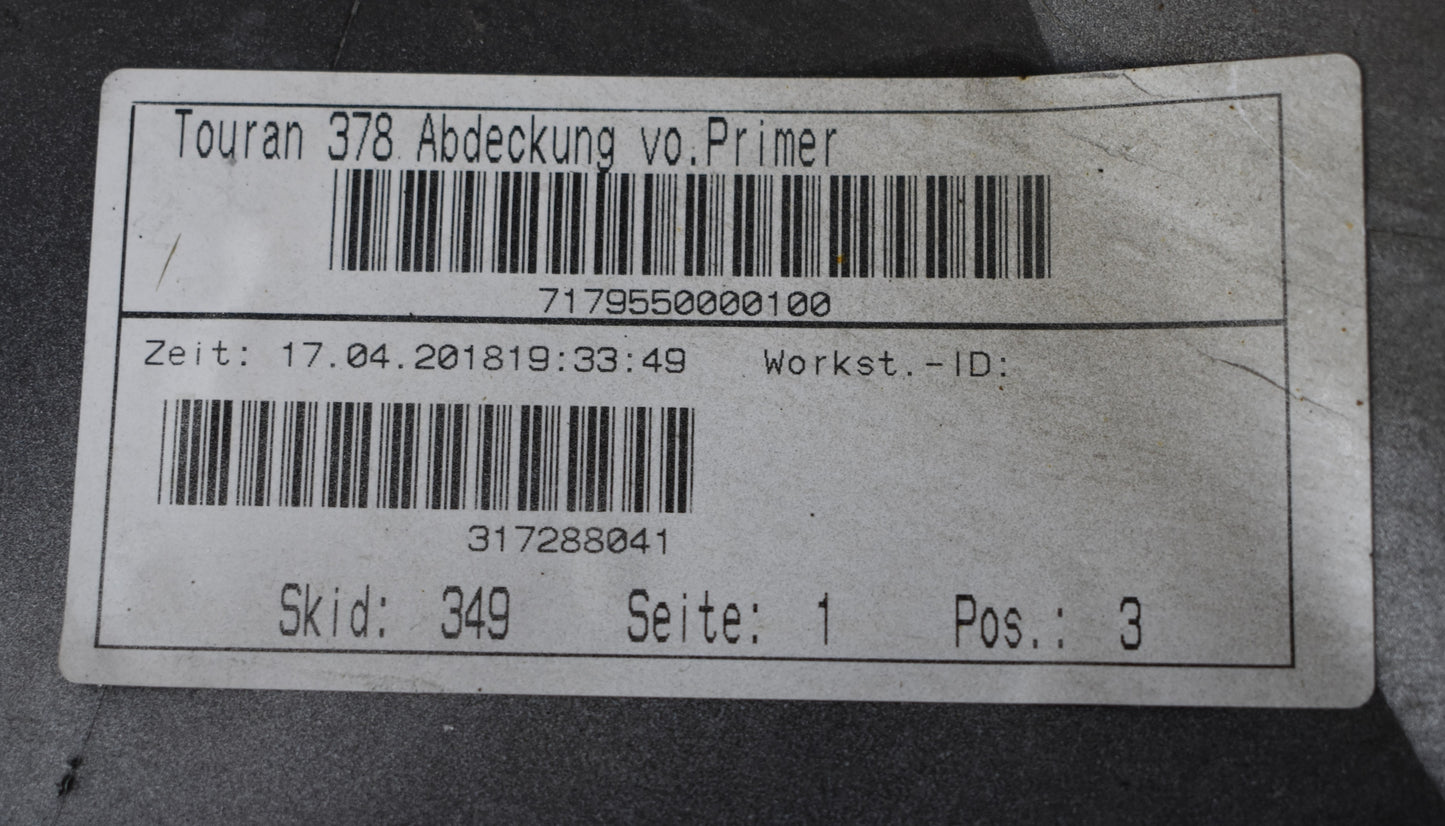 Touran 378 Abdeckung vo.Primer
7179550000100
Zeit: 17.04.201819:33:49 Workst.-ID:
317288041
Skid: 349 Seite: 1 Pos.: 3